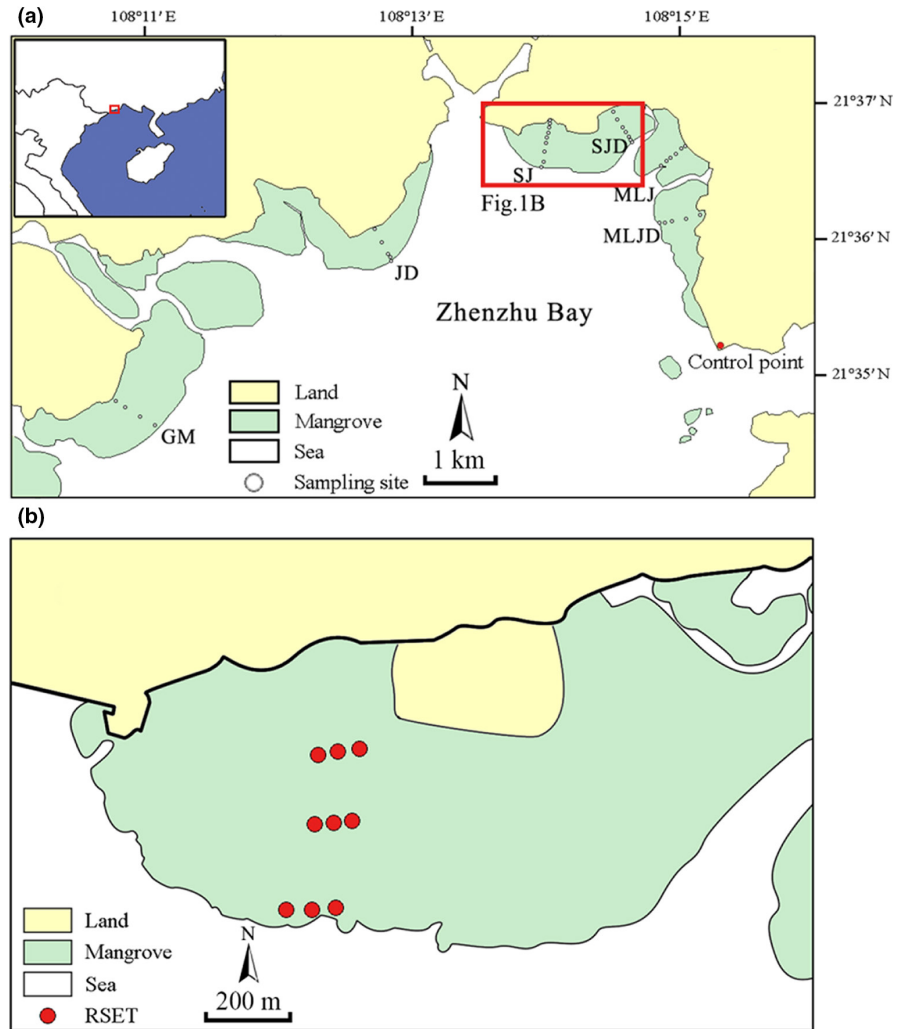 (a)
108°11′ E
108°13′ E
108°15′ E
21°37′ N
SJD
SJ
MLJ
Fig.1B
MLJD
21°36′ N
JD
Zhenzhu Bay
Control point
21°35′ N
Land
Mangrove
Sea
Sampling site
N
1 km
GM
(b)
Land
Mangrove
Sea
RSET
N
200 m